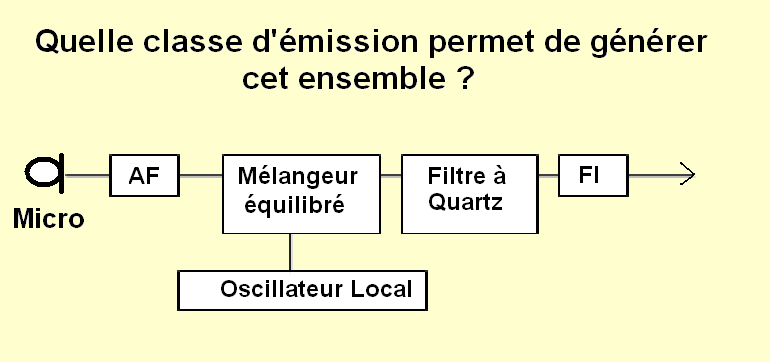 Quelle classe d'émission permet de générer
cet ensemble ?
Micro
AF
Mélangeur
équilibré
Filtre à
Quartz
FI
Oscillateur Local